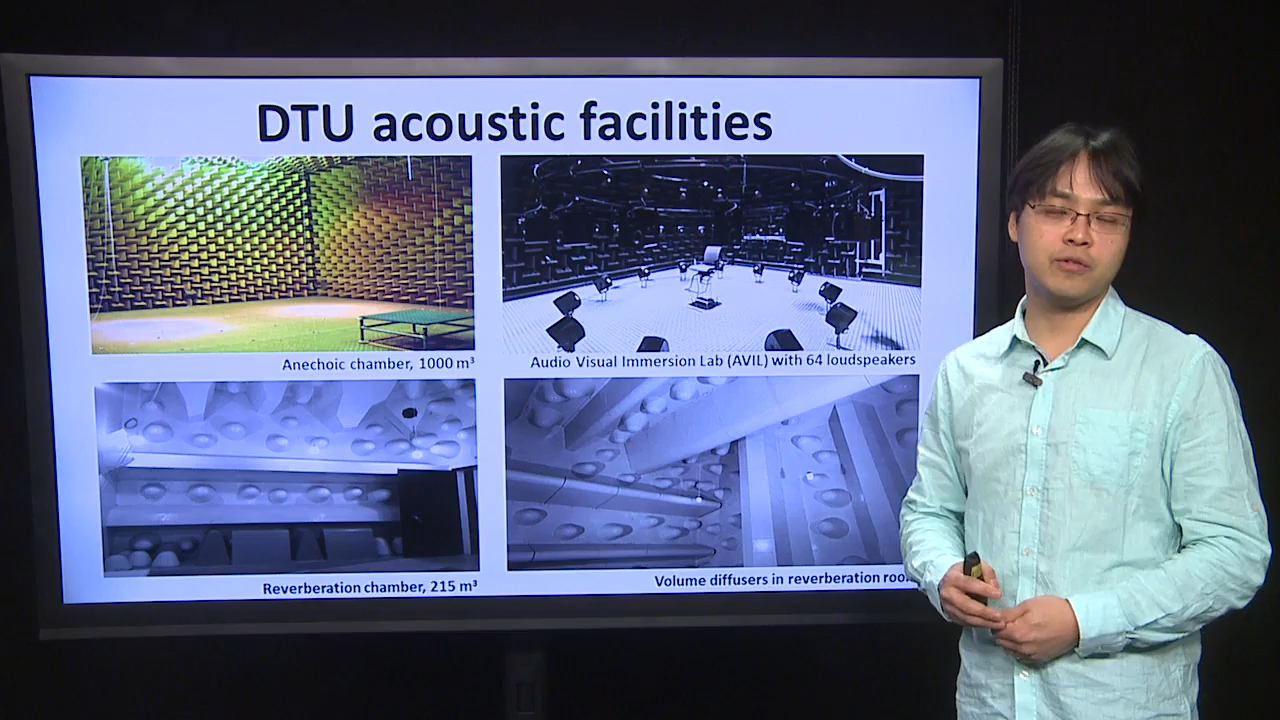 DTU acoustic facilities
Anechoic chamber, 1000 m³
Audio Visual Immersion Lab (AVIL) with 64 loudspeakers
Reverberation chamber, 215 m³
Volume diffusers in reverberation